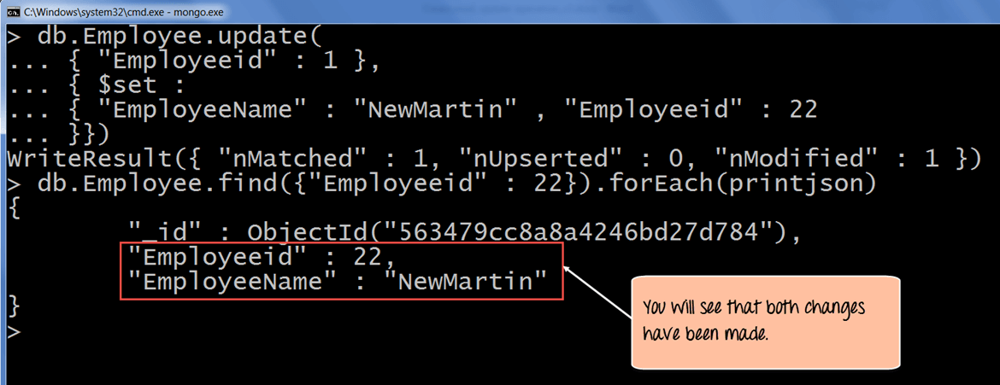 C:\Windows\system32\cmd.exe - mongo.exe
> db.Employee.update(
... { "Employeeid" : 1 },
... { $set :
... { "EmployeeName" : "NewMartin" , "Employeeid" : 22
... }})
WriteResult({ "nMatched" : 1, "nUpserted" : 0, "nModified" : 1 })
> db.Employee.find({"Employeeid" : 22}).forEach(printjson)
{
"_id" : ObjectId("563479cc8a8a4246bd27d784"),
"Employeeid" : 22,
"EmployeeName" : "NewMartin"
}
>
You will see that both changes
have been made.